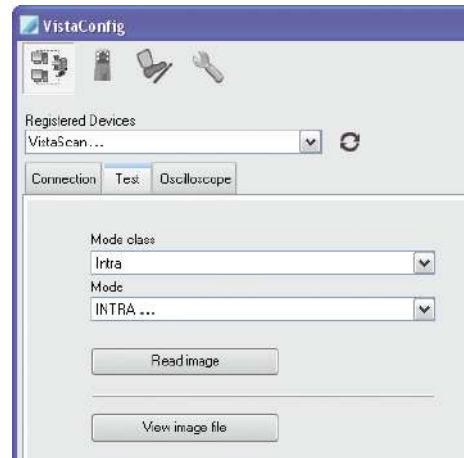 VistaConfig
Registered Devices
VistaScan...
Connection Test Oscilloscope
Mode class
Intra
Mode
INTRA ...
Read image
View image file